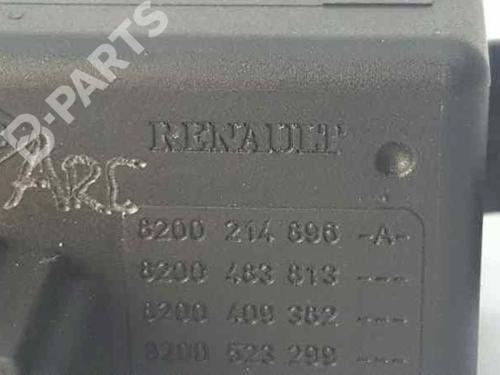 B-PARTS
RENAULT
ARC
8200 214 896 -A-
8200 483 813 ---
8200 409 382 ---
8200 523 299 ---